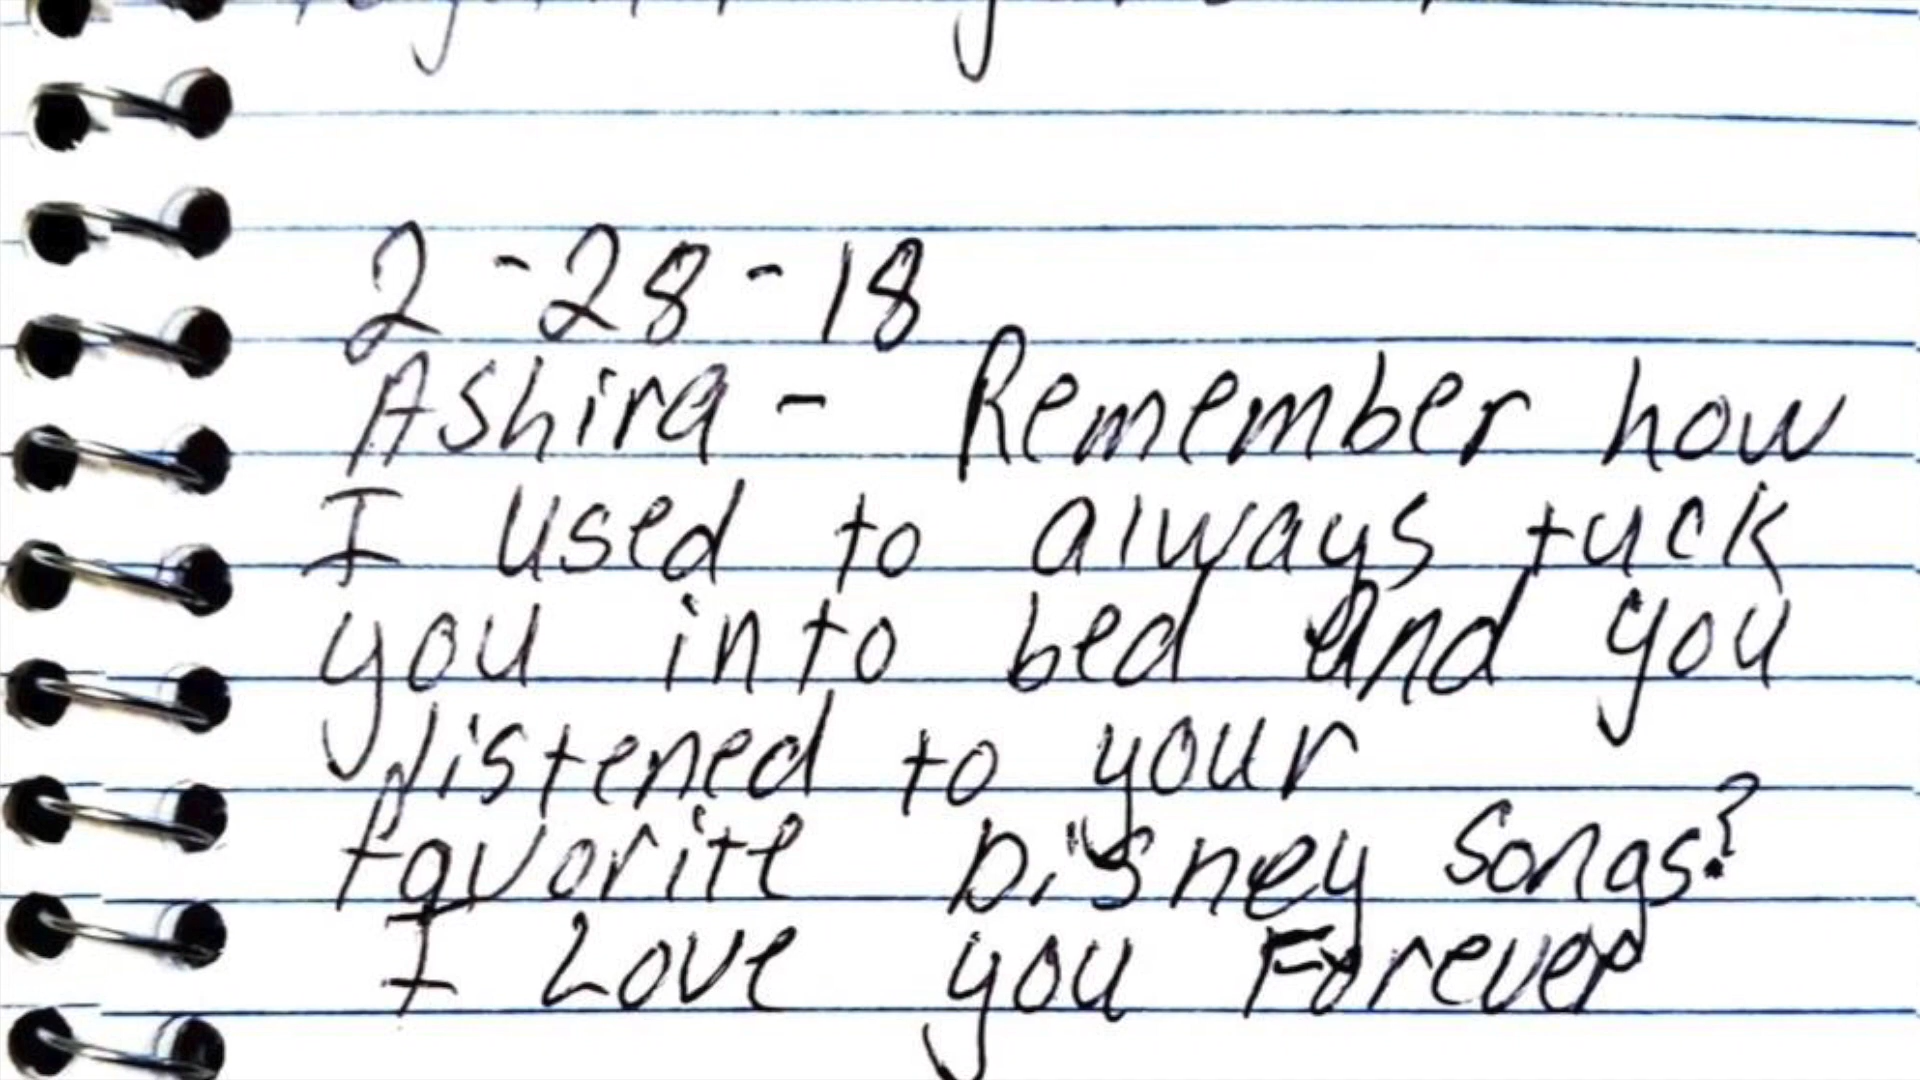 2-28-18
Ashira - Remember how
I used to always tuck
you into bed and you
listened to your
favorite Disney songs?
I Love you Forever